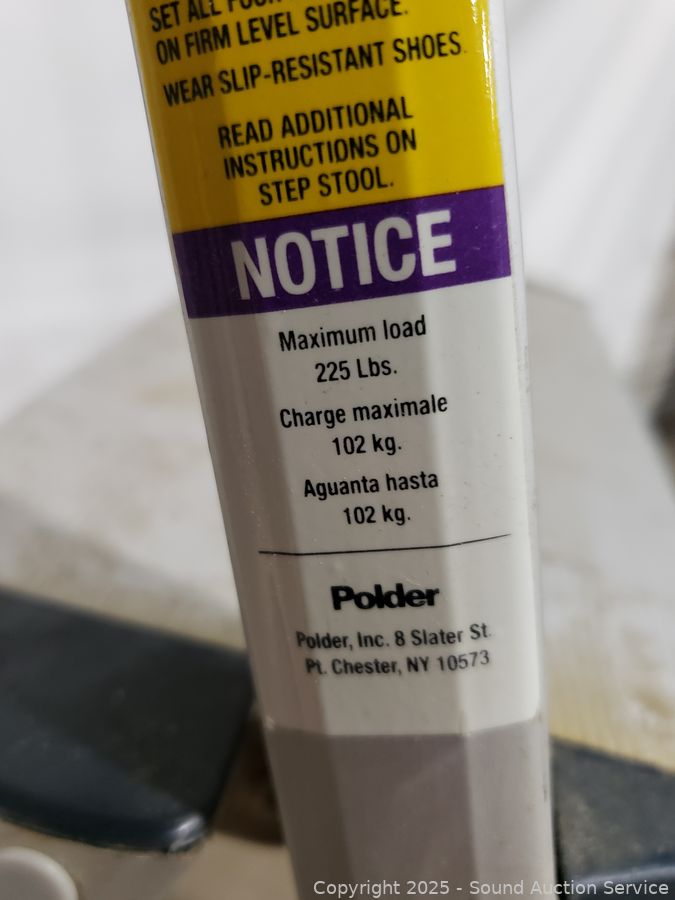 SET ALL FOUR
ON FIRM LEVEL SURFACE.
WEAR SLIP-RESISTANT SHOES.
READ ADDITIONAL
INSTRUCTIONS ON
STEP STOOL.
NOTICE
Maximum load
225 Lbs.
Charge maximale
102 kg.
Aguanta hasta
102 kg.
Polder
Polder, Inc. 8 Slater St.
Pt. Chester, NY 10573
Copyright 2025 - Sound Auction Service